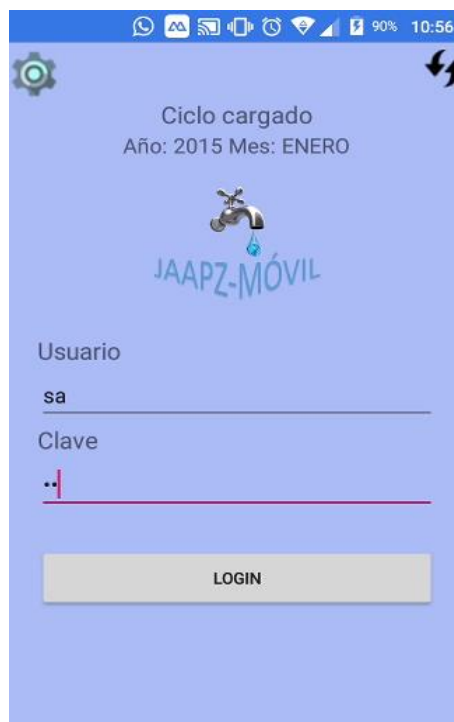 90% 10:56
Ciclo cargado
Año: 2015 Mes: ENERO
JAAPZ-MÓVIL
Usuario
sa
Clave
••
LOGIN